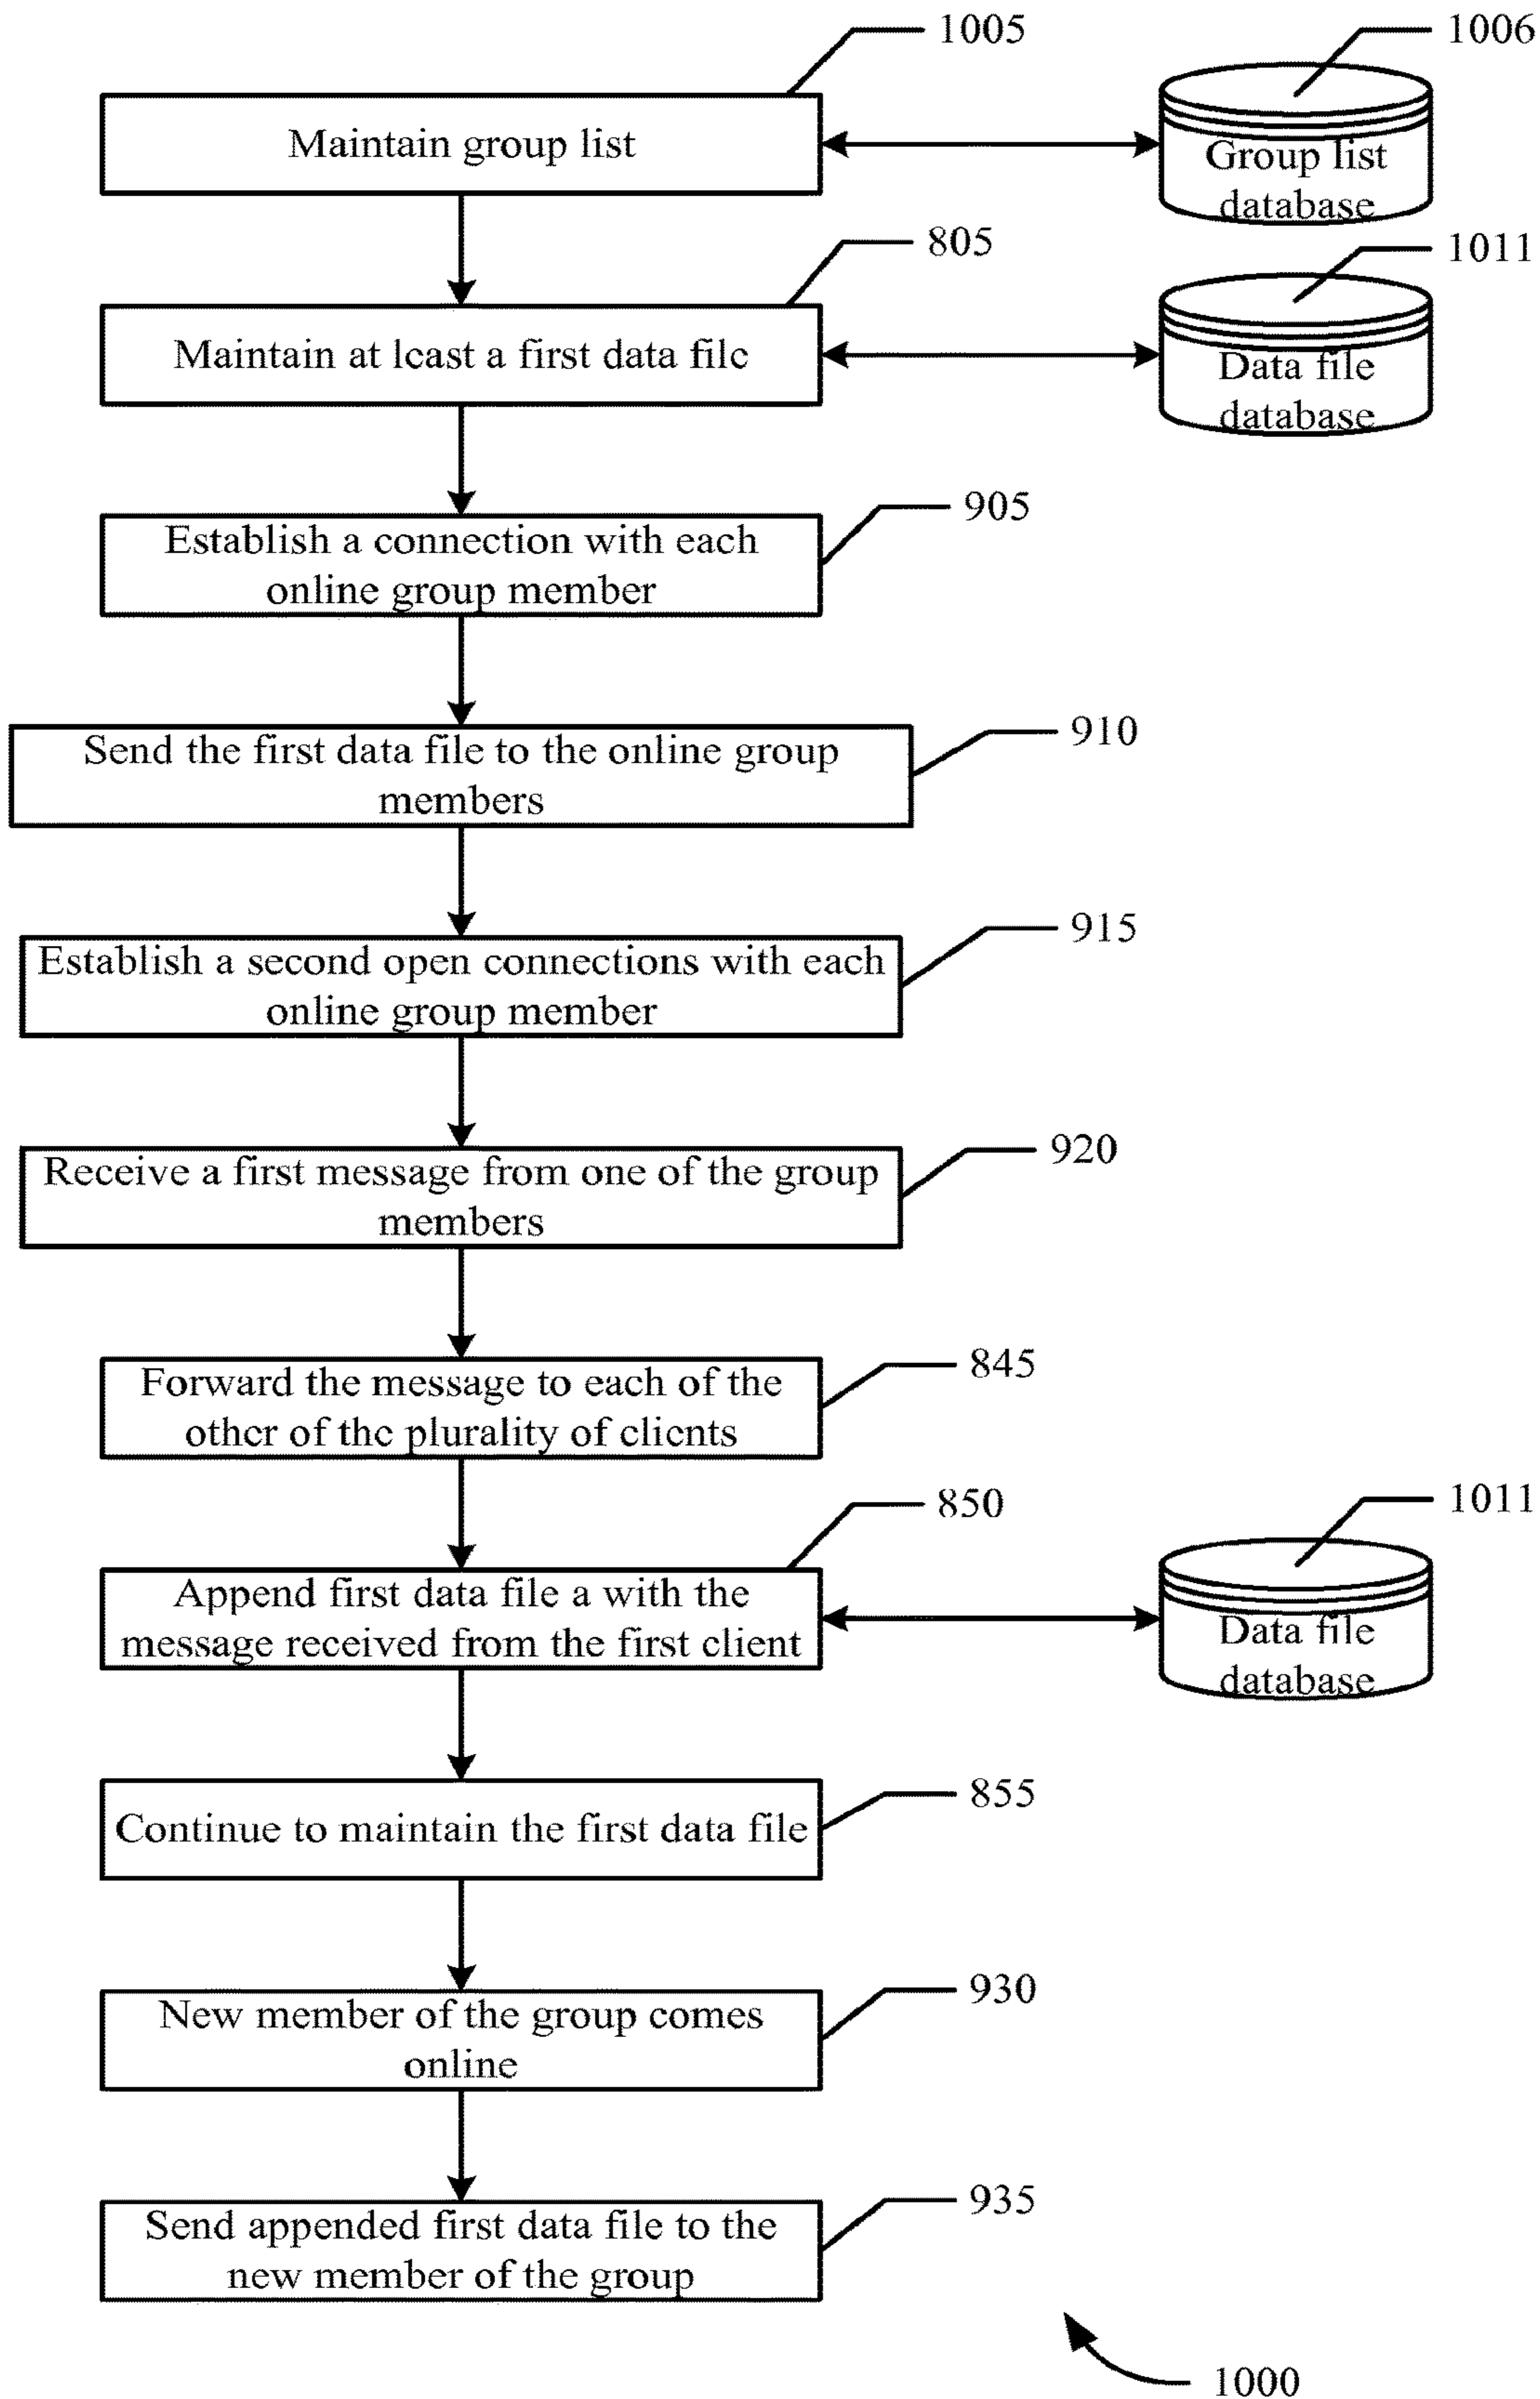 1005
1006
Maintain group list
Group list
database
805
1011
Maintain at least a first data file
Data file
database
905
Establish a connection with each
online group member
910
Send the first data file to the online group
members
915
Establish a second open connections with each
online group member
920
Receive a first message from one of the group
members
845
Forward the message to each of the
other of the plurality of clients
850
1011
Append first data file a with the
message received from the first client
Data file
database
855
Continue to maintain the first data file
930
New member of the group comes
online
935
Send appended first data file to the
new member of the group
1000